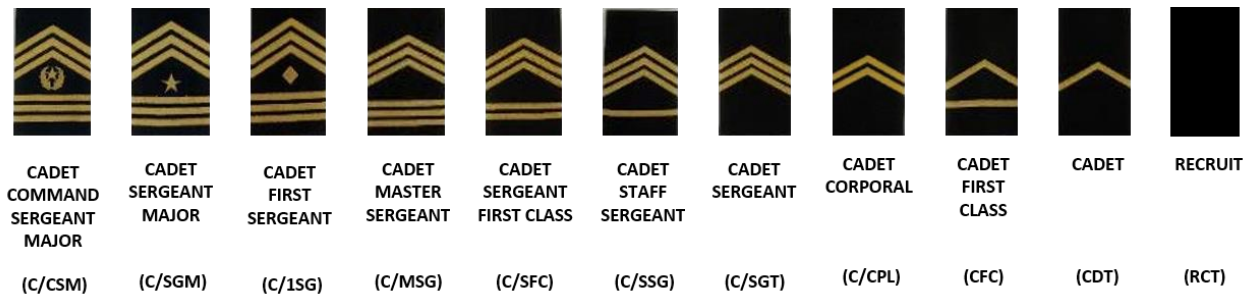 CADET
COMMAND
SERGEANT
MAJOR
(C/CSM)
CADET
SERGEANT
MAJOR
(C/SGM)
CADET
FIRST
SERGEANT
(C/1SG)
CADET
MASTER
SERGEANT
(C/MSG)
CADET
SERGEANT
FIRST CLASS
(C/SFC)
CADET
STAFF
SERGEANT
(C/SSG)
CADET
SERGEANT
(C/SGT)
CADET
CORPORAL
(C/CPL)
CADET
FIRST
CLASS
(CFC)
CADET
(CDT)
RECRUIT
(RCT)